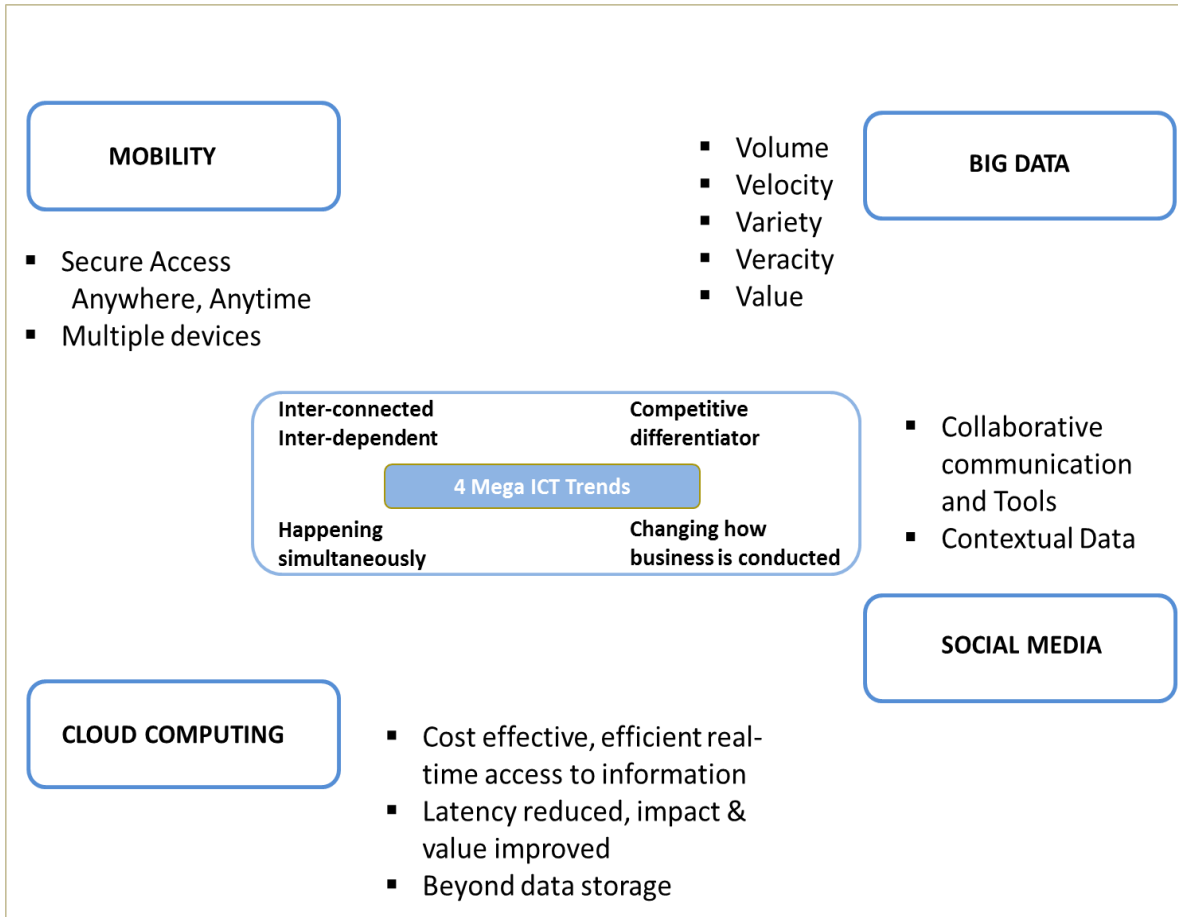 MOBILITY
▪ Secure Access
Anywhere, Anytime
▪ Multiple devices
BIG DATA
▪ Volume
▪ Velocity
▪ Variety
▪ Veracity
▪ Value
Inter-connected
Inter-dependent
Competitive
differentiator
4 Mega ICT Trends
Happening
simultaneously
Changing how
business is conducted
▪ Collaborative
communication
and Tools
▪ Contextual Data
SOCIAL MEDIA
CLOUD COMPUTING
▪ Cost effective, efficient real-
time access to information
▪ Latency reduced, impact &
value improved
▪ Beyond data storage